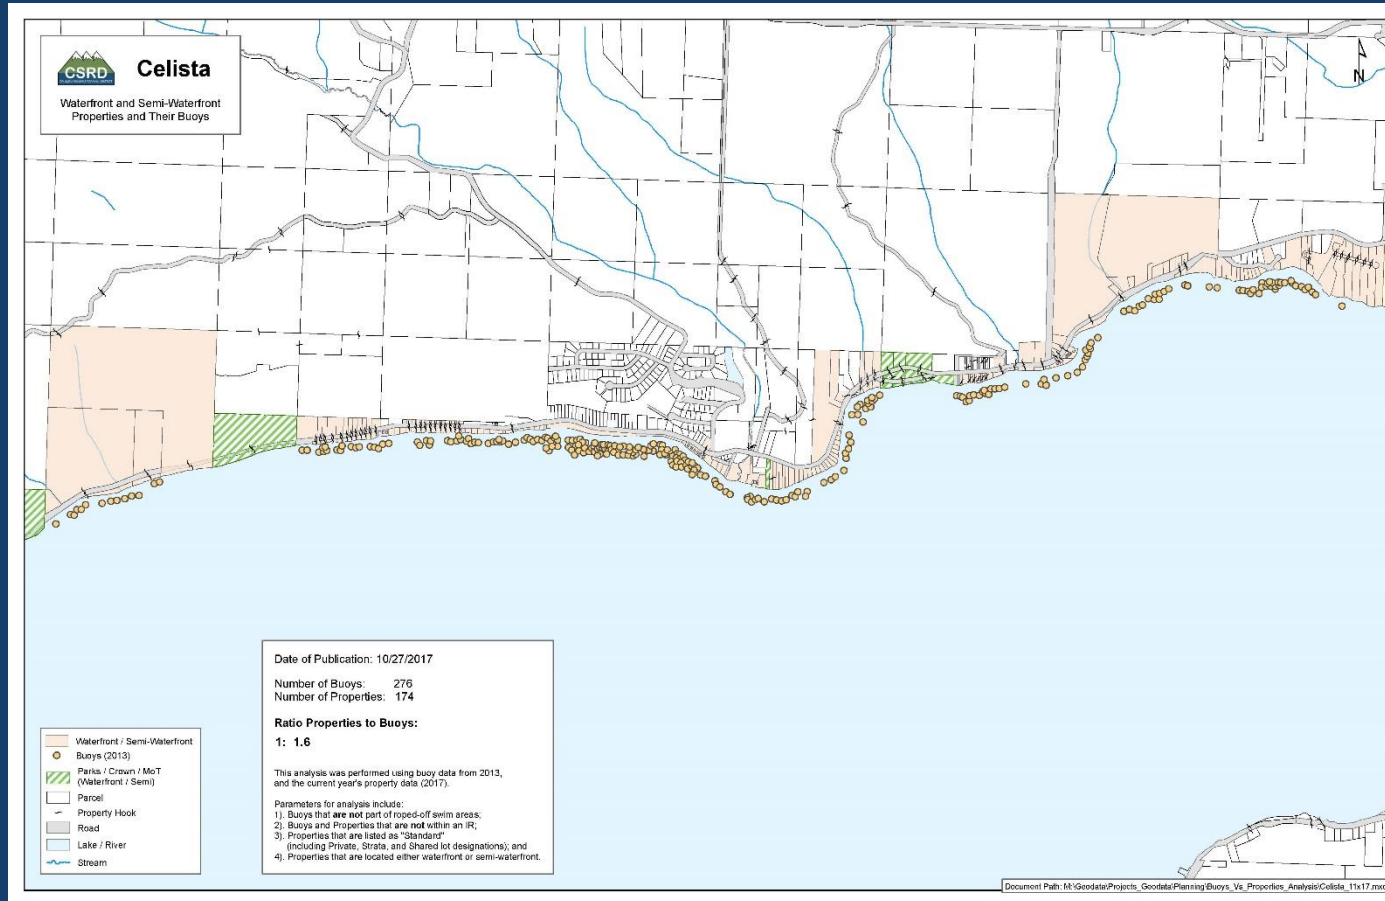 CSRD
Celista
Waterfront and Semi-Waterfront
Properties and Their Buoys
N
Date of Publication: 10/27/2017
Number of Buoys: 276
Number of Properties: 174
Ratio Properties to Buoys:
1: 1.6
This analysis was performed using buoy data from 2013,
and the current year's property data (2017).
Parameters for analysis include:
1). Buoys that are not part of roped-off swim areas;
2). Buoys and Properties that are not within an IR;
3). Properties that are listed as "Standard"
(including Private, Strata, and Shared lot designations); and
4). Properties that are located either waterfront or semi-waterfront.
Waterfront / Semi-Waterfront
Buoys (2013)
Parks / Crown / MoT
(Waterfront / Semi)
Parcel
Property Hook
Road
Lake / River
Stream
Document Path: M:\Geodata\Projects_Geodata\Planning\Buoys_Vs_Properties_Analysis\Celista_11x17.mxd